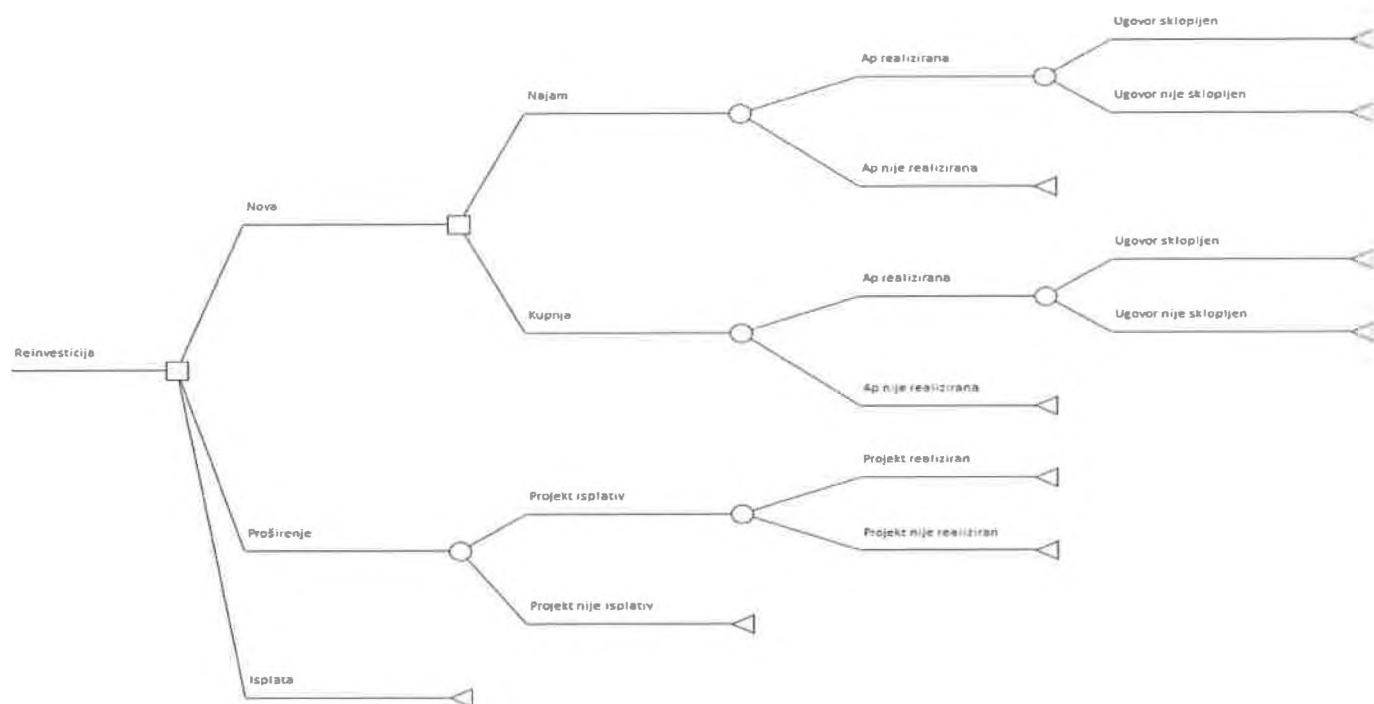 Ugovor sklopljen
Ap realizirana
Ugovor nije sklopljen
Najam
Ap nije realizirana
Nova
Ugovor sklopljen
Ap realizirana
Ugovor nije sklopljen
Kupnja
Reinvesticija
Ap nije realizirana
Projekt realiziran
Projekt isplativ
Projekt nije realiziran
Proširenje
Projekt nije isplativ
Isplata